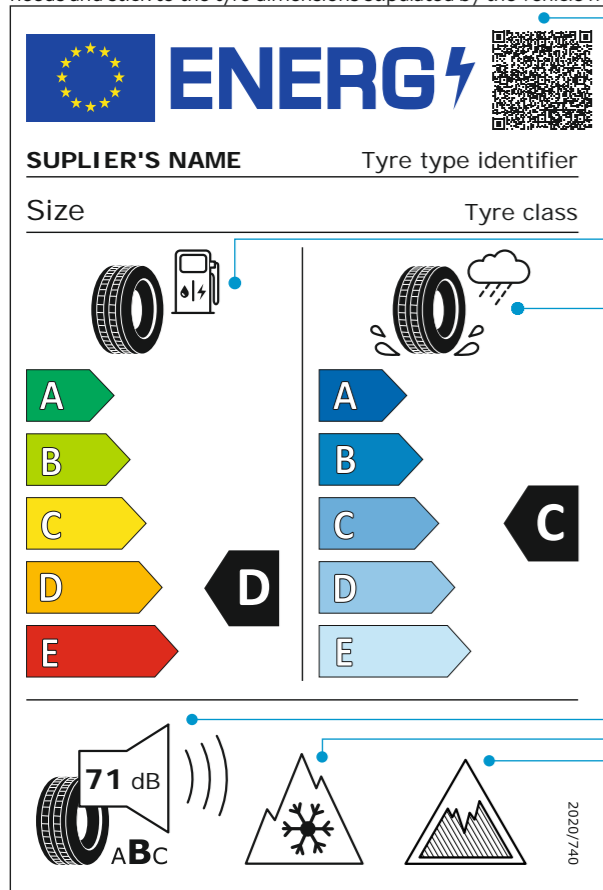 ENERG
SUPLIER'S NAME Tyre type identifier
Size Tyre class
A A
B B
C C C
D D D
E E
71 dB
ABC
2020/740